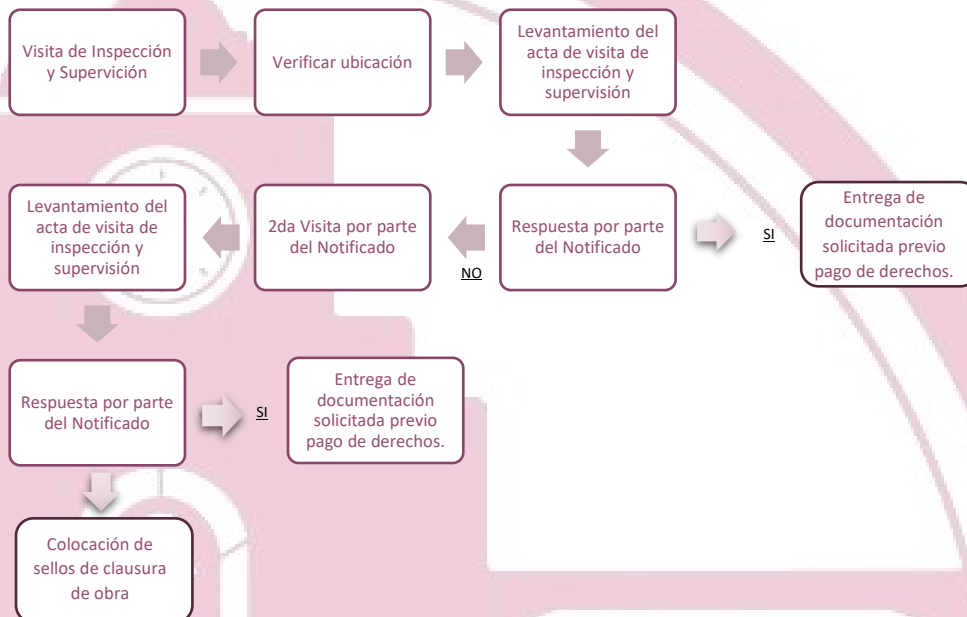 Visita de Inspección
y Supervición
Verificar ubicación
Levantamiento del
acta de visita de
inspección y
supervisión
Levantamiento del
acta de visita de
inspección y
supervisión
2da Visita por parte
del Notificado
NO
Respuesta por parte
del Notificado
SI
Entrega de
documentación
solicitada previo
pago de derechos.
Respuesta por parte
del Notificado
SI
Entrega de
documentación
solicitada previo
pago de derechos.
Colocación de
sellos de clausura
de obra